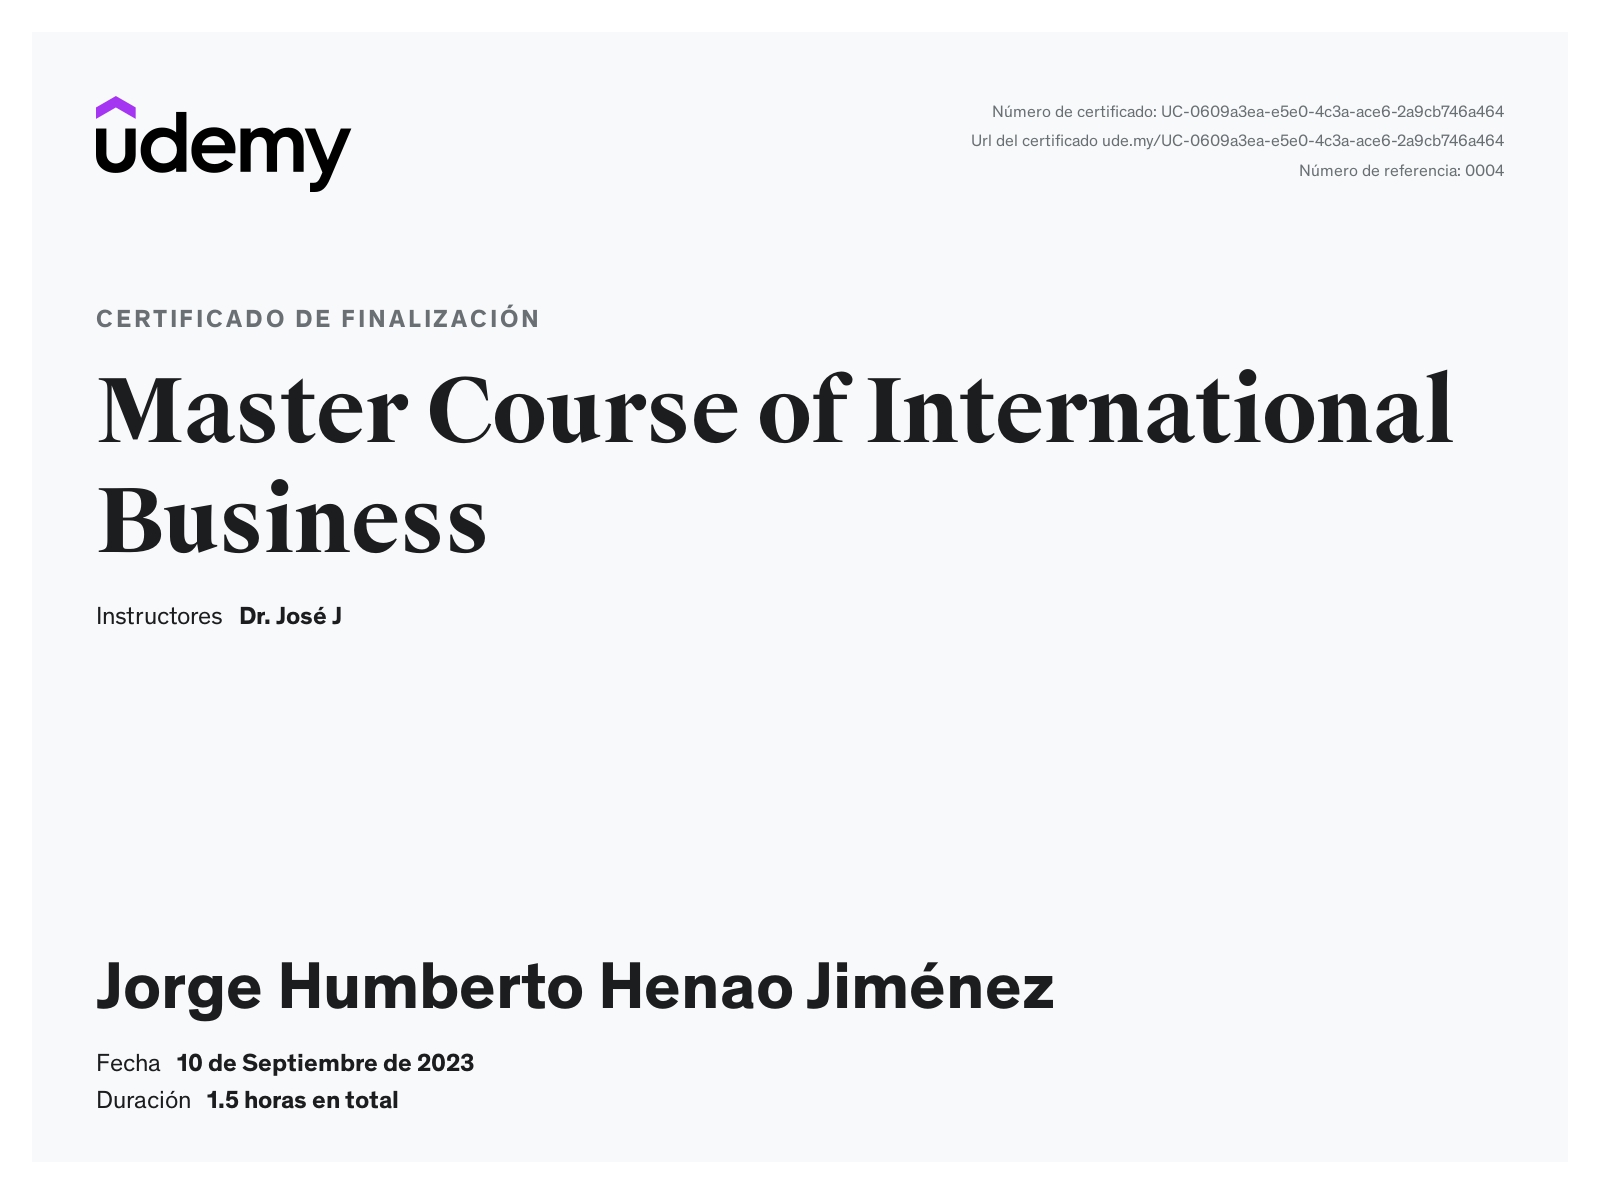 udemy
Número de certificado: UC-0609a3ea-e5e0-4c3a-ace6-2a9cb746a464
Url del certificado ude.my/UC-0609a3ea-e5e0-4c3a-ace6-2a9cb746a464
Número de referencia: 0004
CERTIFICADO DE FINALIZACIÓN
Master Course of International
Business
Instructores Dr. José J
Jorge Humberto Henao Jiménez
Fecha 10 de Septiembre de 2023
Duración 1.5 horas en total